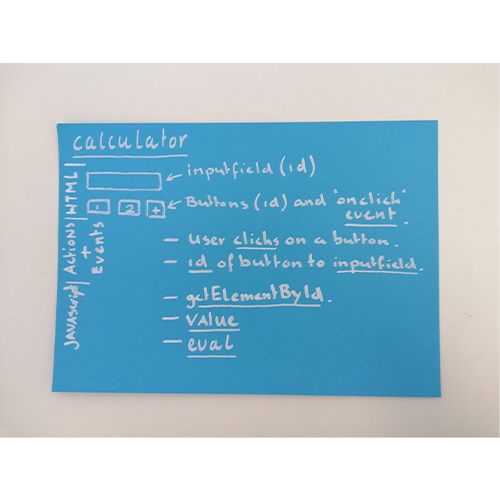 calculator
HTML |
inputfield (id)
2 +
Buttons (id) and "onclick"
event.
Actions |
+
Events
- User clicks on a button.
- id of button to inputfield.
JAVAscript |
- getElementById.
- value
- eval